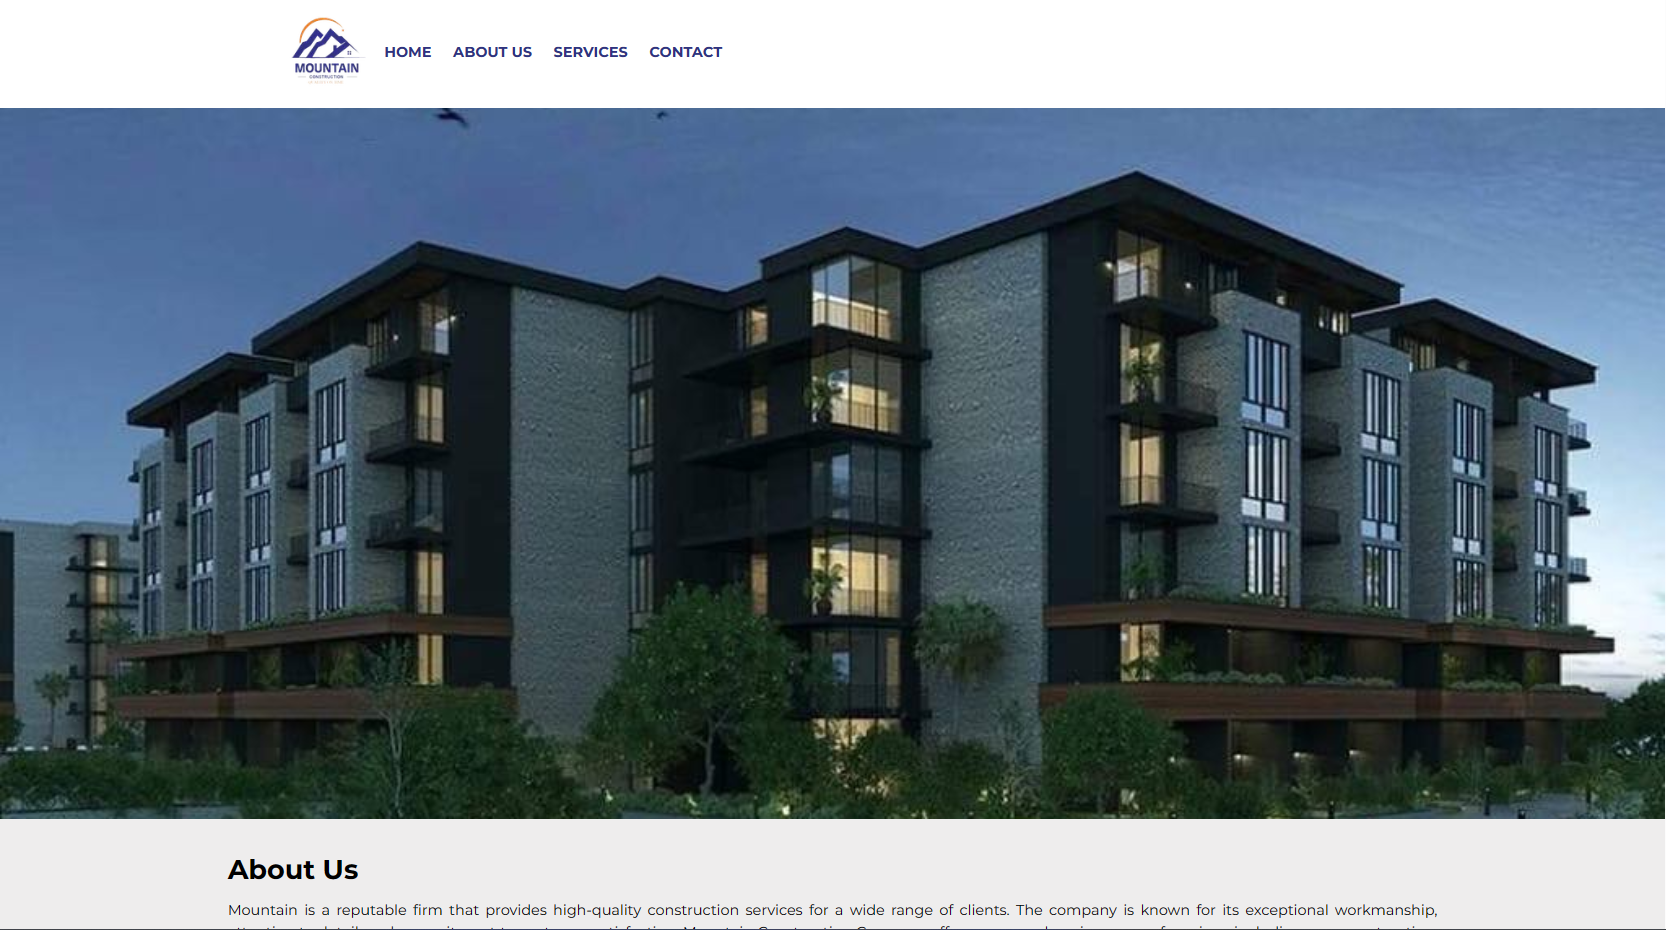 MOUNTAIN
CONSTRUCTION
HOME
ABOUT US
SERVICES
CONTACT
About Us
Mountain is a reputable firm that provides high-quality construction services for a wide range of clients. The company is known for its exceptional workmanship,